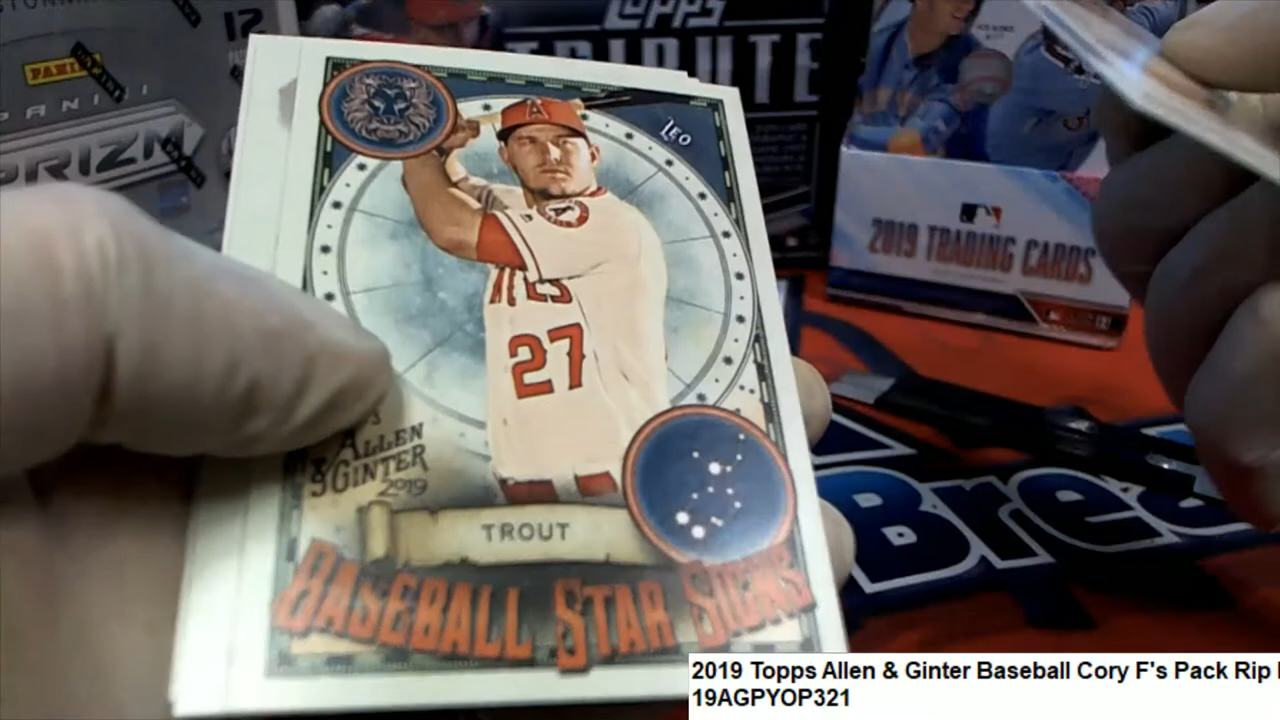 12
PANINI
PANINI
PRIZM
TOPPS
TRIBUTE
2019 TRADING CARDS
A
LEO
27
ALLEN
& GINTER
2019
TROUT
BASEBALL STAR SIGNS
Brea
2019 Topps Allen & Ginter Baseball Cory F's Pack Rip
19AGPYOP321